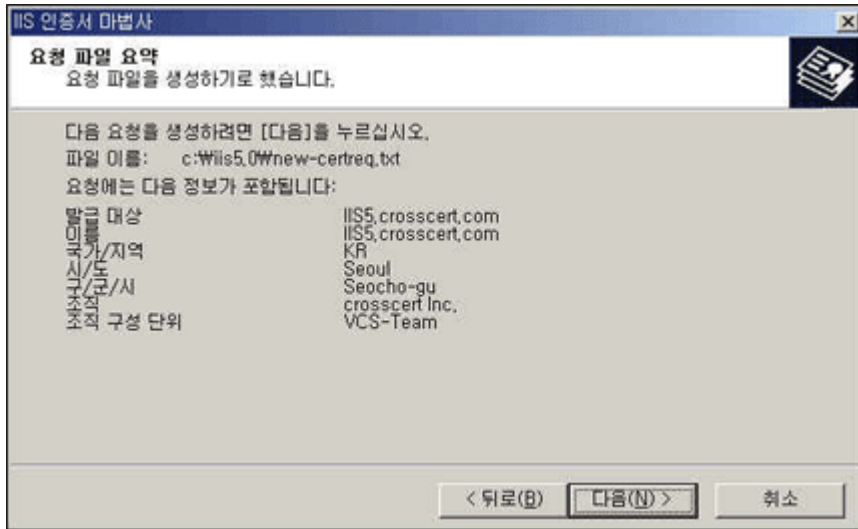 IIS 인증서 마법사
요청 파일 요약
요청 파일을 생성하기로 했습니다.
다음 요청을 생성하려면 [다음]을 누르십시오.
파일 이름: c:₩iis5.0₩new-certreq.txt
요청에는 다음 정보가 포함됩니다:
발급 대상 IIS5.crosscert.com
이름 IIS5.crosscert.com
국가/지역 KR
시/도 Seoul
구/군/시 Seocho-gu
조직 crosscert Inc.
조직 구성 단위 VCS-Team
< 뒤로(B) 다음(N) > 취소